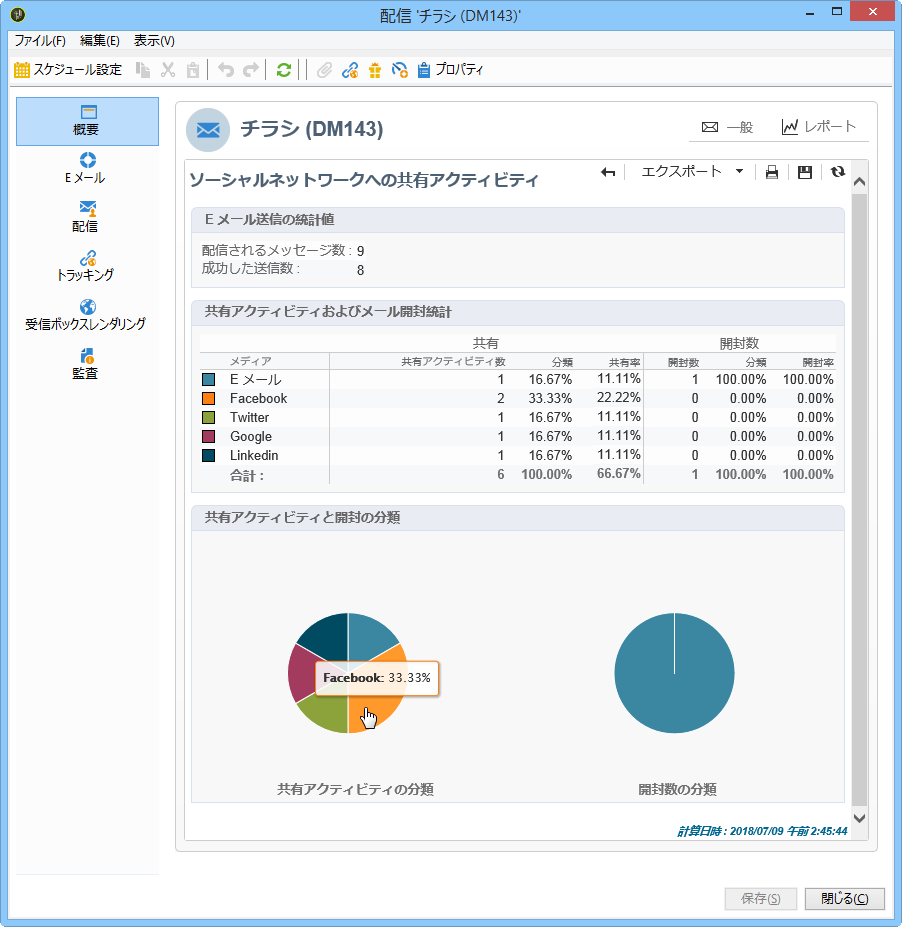 配信 'チラシ (DM143)'
ファイル(F) 編集(E) 表示(V)
スケジュール設定 プロパティ
概要
Eメール
配信
トラッキング
受信ボックスレンダリング
監査
チラシ (DM143)
一般 レポート
ソーシャルネットワークへの共有アクティビティ
エクスポート
E メール送信の統計値
配信されるメッセージ数 : 9
成功した送信数 : 8
共有アクティビティおよびメール開封統計
共有 開封数
メディア 共有アクティビティ数 分類 共有率 開封数 分類 開封率
E メール 1 16.67% 11.11% 1 100.00% 100.00%
Facebook 2 33.33% 22.22% 0 0.00% 0.00%
Twitter 1 16.67% 11.11% 0 0.00% 0.00%
Google 1 16.67% 11.11% 0 0.00% 0.00%
Linkedin 1 16.67% 11.11% 0 0.00% 0.00%
合計 : 6 100.00% 66.67% 1 100.00% 100.00%
共有アクティビティと開封の分類
Facebook: 33.33%
共有アクティビティの分類 開封数の分類
計算日時 : 2018/07/09 午前 2:45:44
保存(S) 閉じる(C)